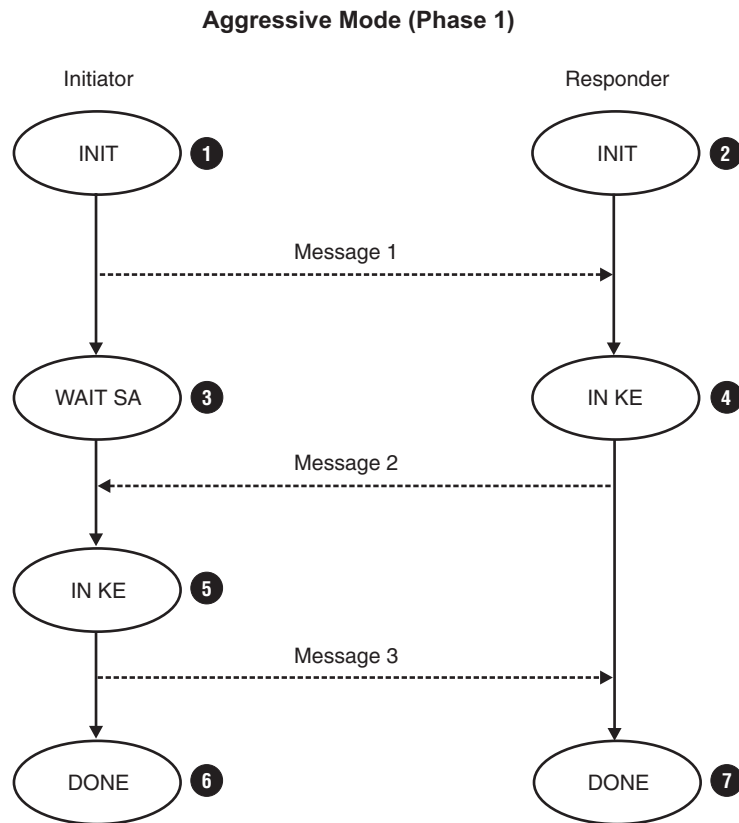 Aggressive Mode (Phase 1)
Initiator
Responder
INIT
1
INIT
2
Message 1
WAIT SA
3
IN KE
4
Message 2
IN KE
5
Message 3
DONE
6
DONE
7